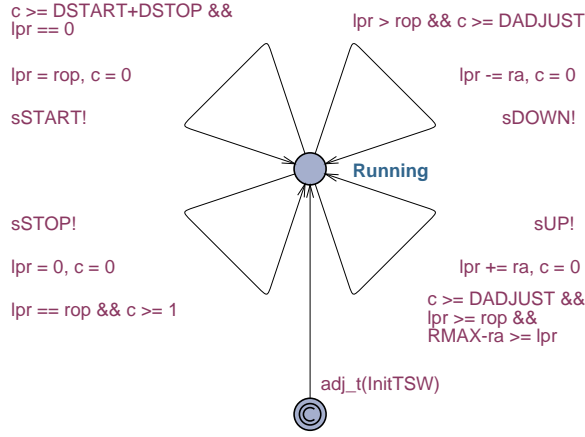 c >= DSTART+DSTOP &&
lpr == 0
lpr = rop, c = 0
sSTART!
lpr > rop && c >= DADJUST
lpr -= ra, c = 0
sDOWN!
Running
sSTOP!
lpr = 0, c = 0
lpr == rop && c >= 1
sUP!
lpr += ra, c = 0
c >= DADJUST &&
lpr >= rop &&
RMAX-ra >= lpr
adj_t(InitTSW)
C